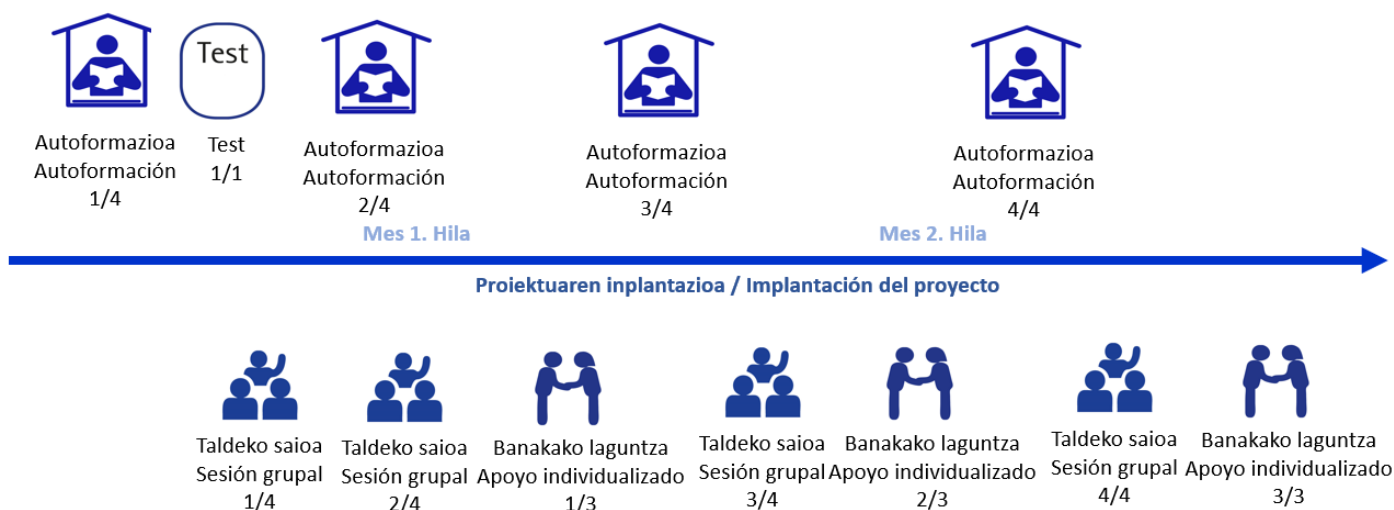 Test
Autoformazioa
Autoformación
1/4
Test
1/1
Autoformazioa
Autoformación
2/4
Autoformazioa
Autoformación
3/4
Autoformazioa
Autoformación
4/4
Mes 1. Hila
Mes 2. Hila
Proiektuaren inplantazioa / Implantación del proyecto
Taldeko saioa
Sesión grupal
1/4
Taldeko saioa
Sesión grupal
2/4
Banakako laguntza
Apoyo individualizado
1/3
Taldeko saioa
Sesión grupal
3/4
Banakako laguntza
Apoyo individualizado
2/3
Taldeko saioa
Sesión grupal
4/4
Banakako laguntza
Apoyo individualizado
3/3